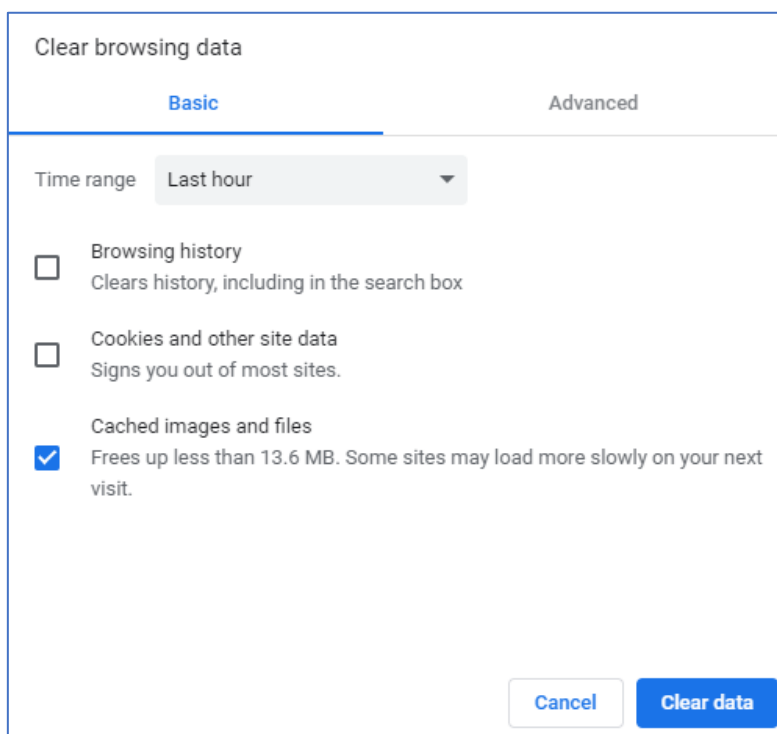 Clear browsing data
Basic
Advanced
Time range
Last hour
Browsing history
Clears history, including in the search box
Cookies and other site data
Signs you out of most sites.
Cached images and files
Frees up less than 13.6 MB. Some sites may load more slowly on your next
visit.
Cancel
Clear data